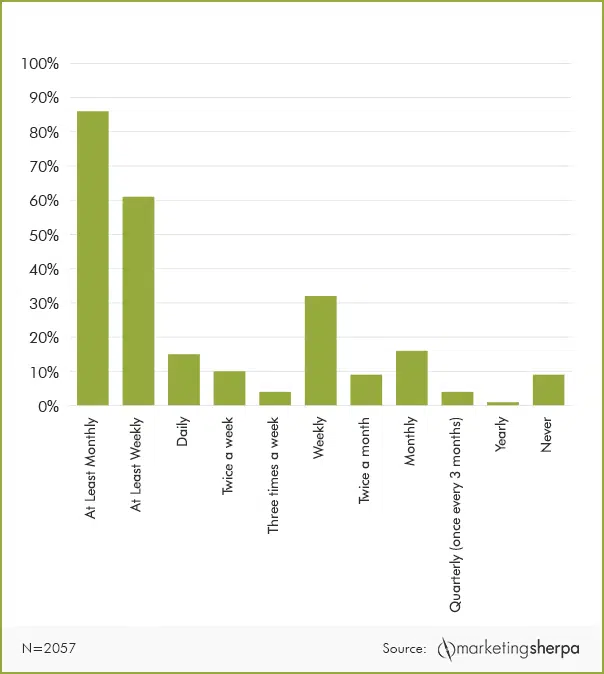 100%
90%
80%
70%
60%
50%
40%
30%
20%
10%
0%
At Least Monthly
At Least Weekly
Daily
Twice a week
Three times a week
Weekly
Twice a month
Monthly
Quarterly (once every 3 months)
Yearly
Never
N=2057
Source: marketingsherpa